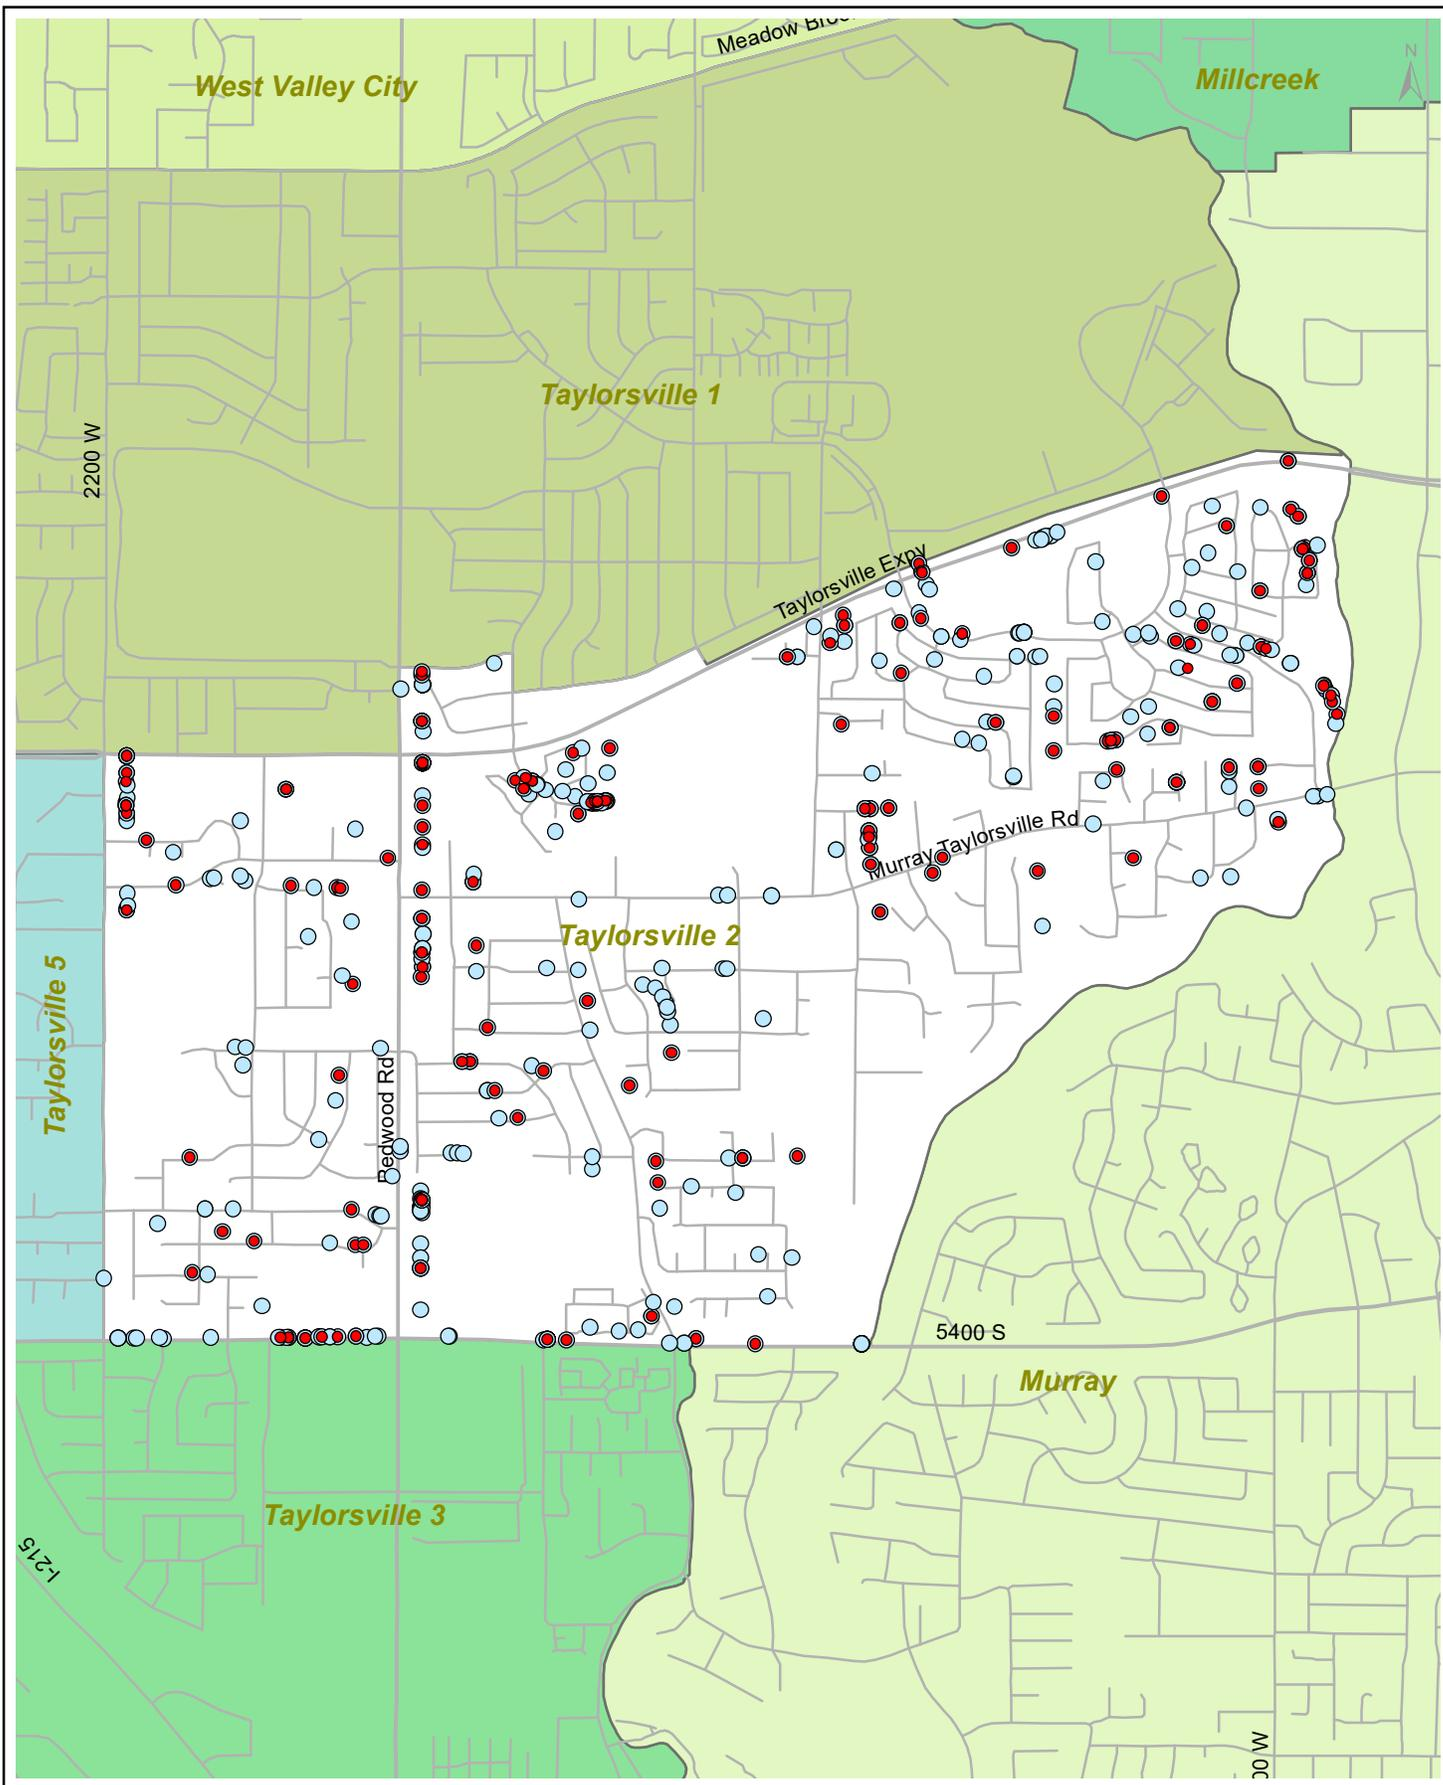 Meadow Broo
West Valley City
Millcreek
N
Taylorsville 1
2200 W
Taylorsville Expy
Murray Taylorsville Rd
Taylorsville 2
Taylorsville 5
Redwood Rd
5400 S
Murray
Taylorsville 3
I-215
00 W